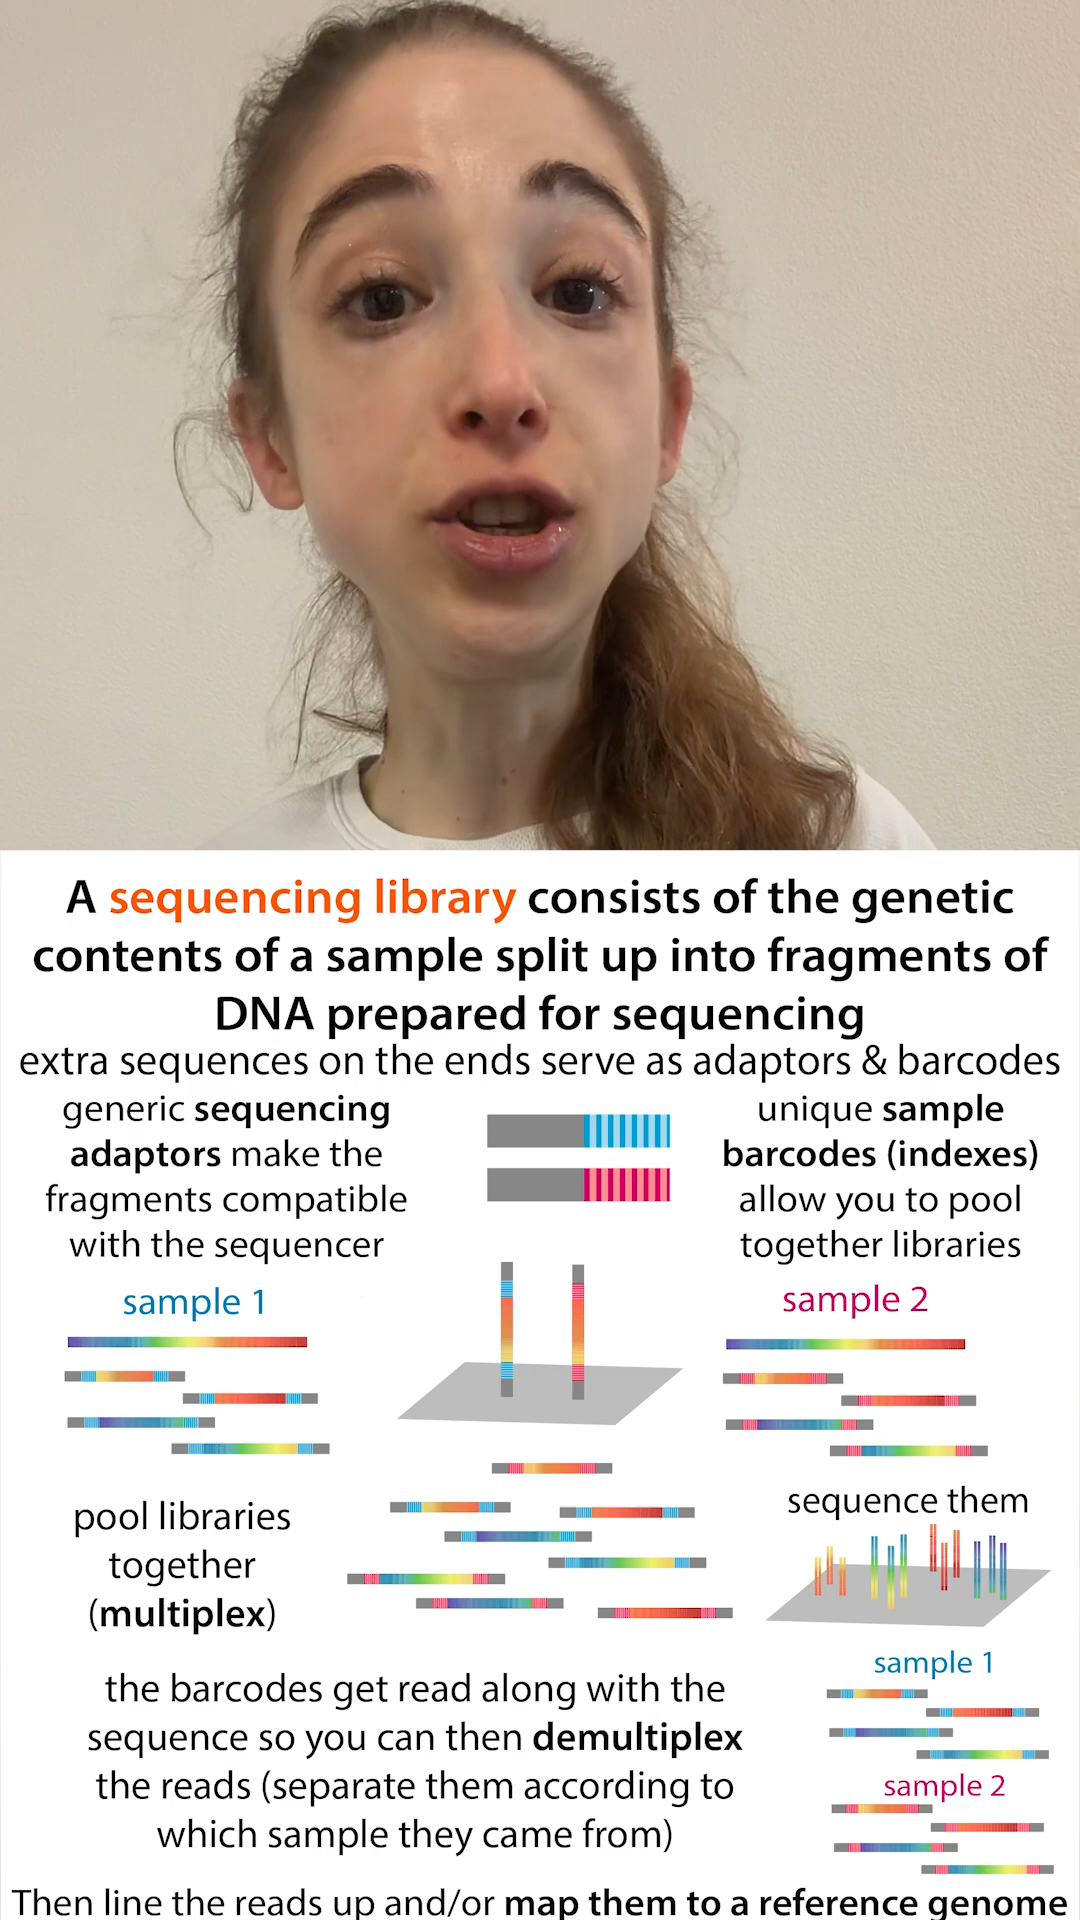 A sequencing library consists of the genetic
contents of a sample split up into fragments of
DNA prepared for sequencing
extra sequences on the ends serve as adaptors & barcodes
generic sequencing
adaptors make the
fragments compatible
with the sequencer
unique sample
barcodes (indexes)
allow you to pool
together libraries
sample 1
sample 2
pool libraries
together
(multiplex)
sequence them
the barcodes get read along with the
sequence so you can then demultiplex
the reads (separate them according to
which sample they came from)
sample 1
sample 2
Then line the reads up and/or map them to a reference genome